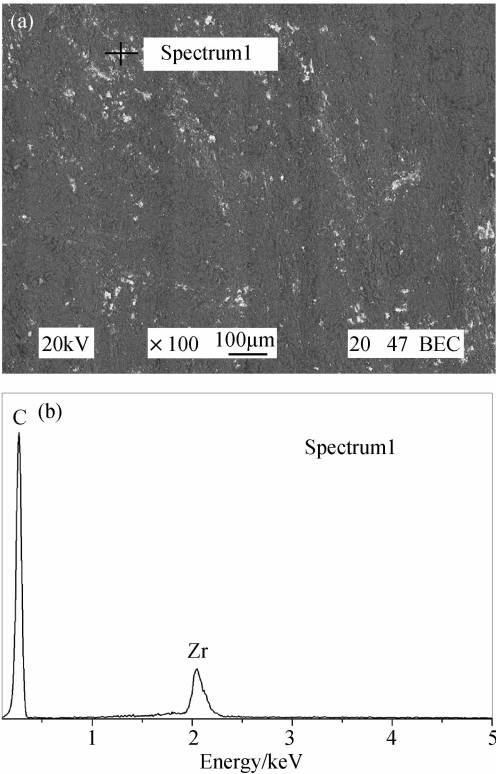 (a)
Spectrum1
20kV
×100
100μm
20 47 BEC
(b)
C
Spectrum1
Zr
1 2 3 4 5
Energy/keV